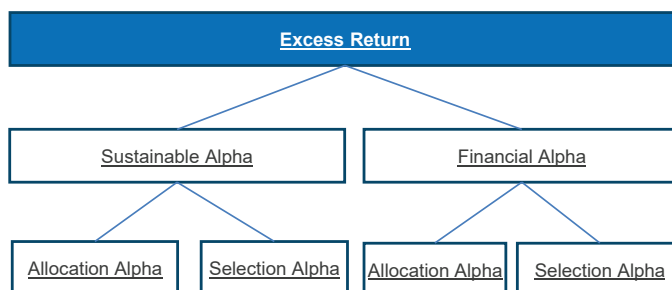 Excess Return
Sustainable Alpha
Financial Alpha
Allocation Alpha
Selection Alpha
Allocation Alpha
Selection Alpha